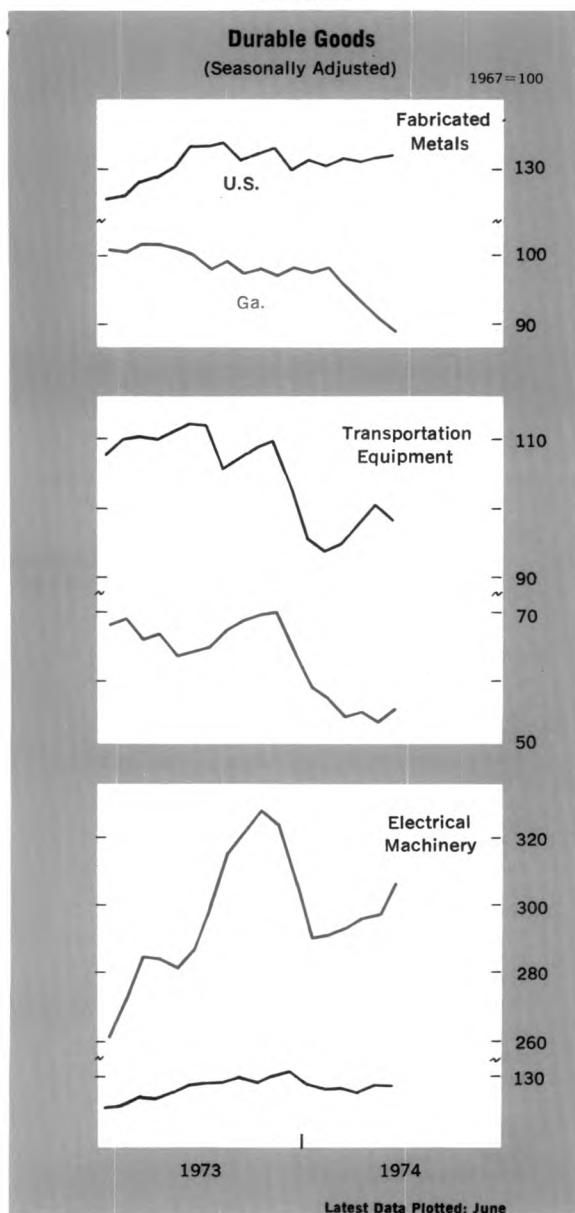 Durable Goods
(Seasonally Adjusted)
1967=100
Fabricated
Metals
130
U.S.
100
Ga.
90
Transportation
Equipment
110
90
70
50
Electrical
Machinery
320
300
280
260
130
1973 1974
Latest Data Plotted: June